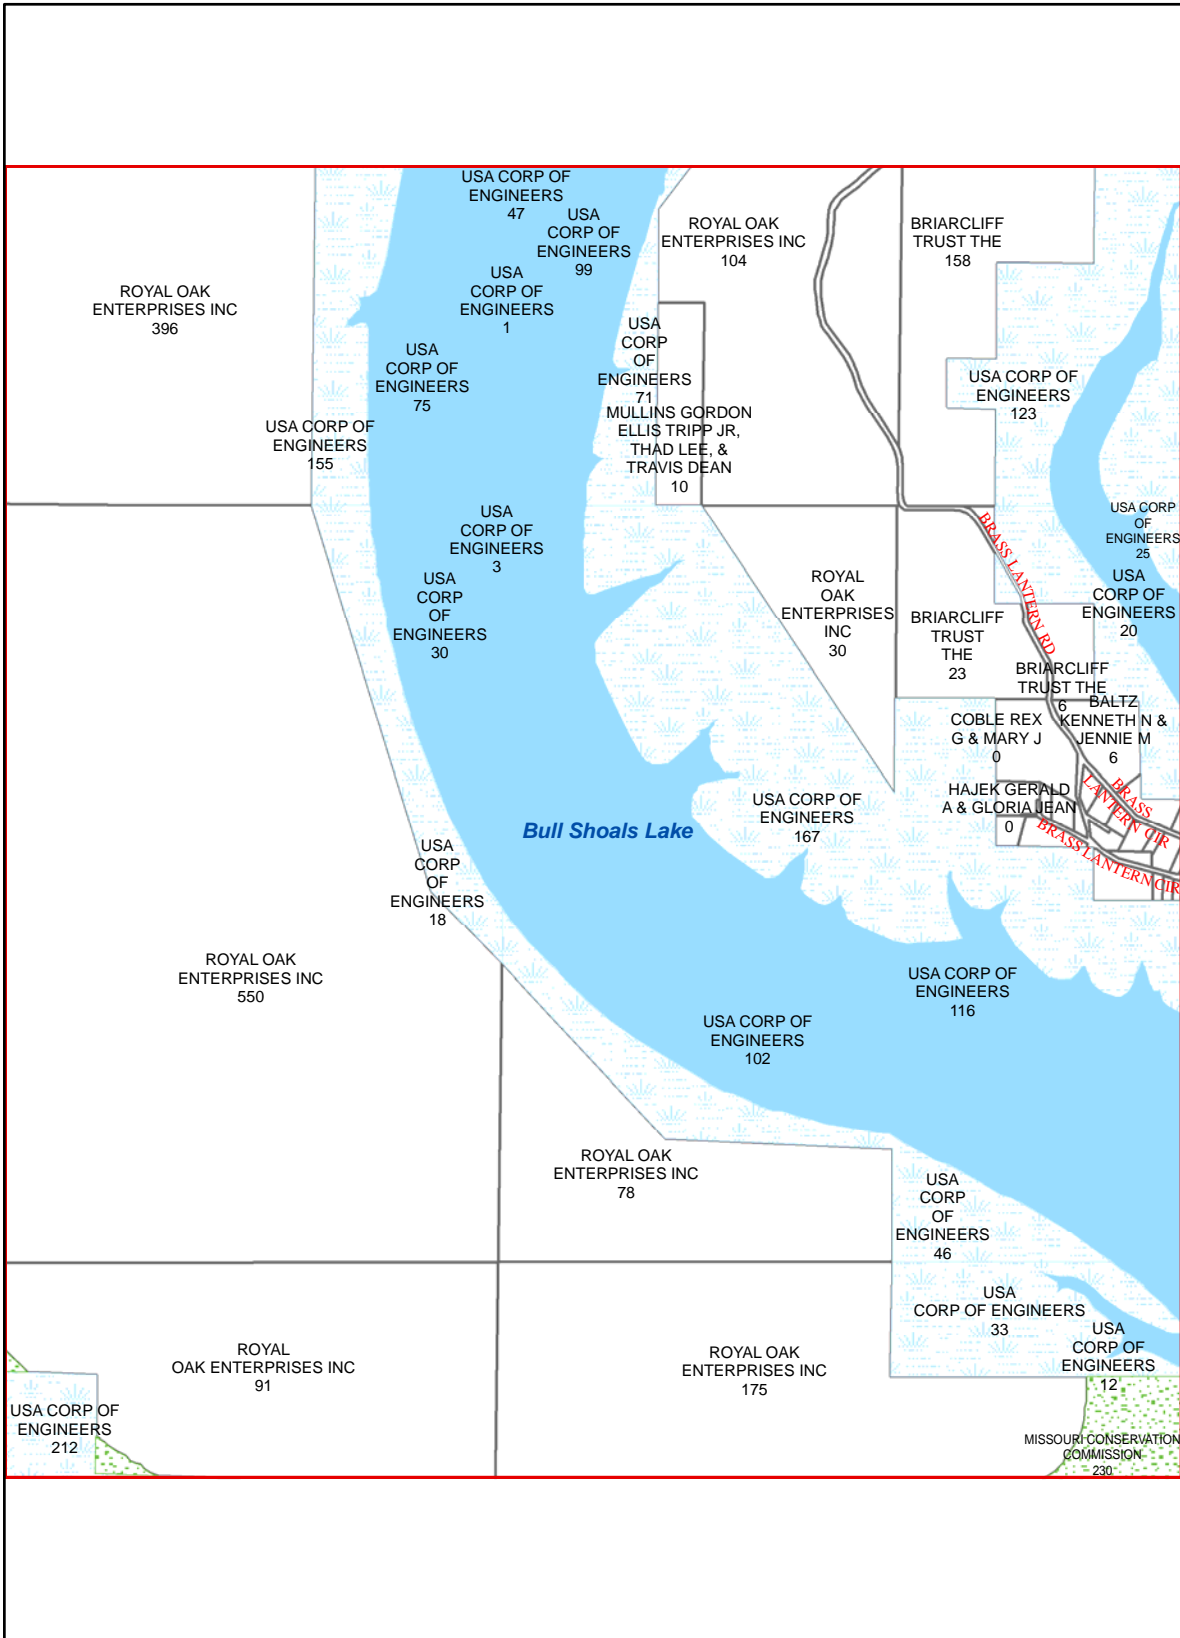 USA CORP OF
ENGINEERS
47
USA
CORP OF
ENGINEERS
99
ROYAL OAK
ENTERPRISES INC
104
BRIARCLIFF
TRUST THE
158
ROYAL OAK
ENTERPRISES INC
396
USA
CORP OF
ENGINEERS
1
USA
CORP
OF
ENGINEERS
71
USA
CORP OF
ENGINEERS
75
USA CORP OF
ENGINEERS
123
MULLINS GORDON
ELLIS TRIPP JR,
THAD LEE, &
TRAVIS DEAN
10
USA CORP OF
ENGINEERS
155
USA
CORP OF
ENGINEERS
3
USA CORP
OF
ENGINEERS
25
BRASS LANTERN RD
USA
CORP
OF
ENGINEERS
30
ROYAL
OAK
ENTERPRISES
INC
30
USA
CORP OF
ENGINEERS
20
BRIARCLIFF
TRUST
THE
23
BRIARCLIFF
TRUST THE
6
BALTZ
KENNETH N &
JENNIE M
6
COBLE REX
G & MARY J
0
HAJEK GERALD
A & GLORIA JEAN
0
BRASS
LANTERN CIR
BRASS LANTERN CIR
USA CORP OF
ENGINEERS
167
Bull Shoals Lake
USA
CORP
OF
ENGINEERS
18
ROYAL OAK
ENTERPRISES INC
550
USA CORP OF
ENGINEERS
116
USA CORP OF
ENGINEERS
102
ROYAL OAK
ENTERPRISES INC
78
USA
CORP
OF
ENGINEERS
46
USA
CORP OF ENGINEERS
33
USA
CORP OF
ENGINEERS
12
ROYAL
OAK ENTERPRISES INC
91
ROYAL OAK
ENTERPRISES INC
175
USA CORP OF
ENGINEERS
212
MISSOURI CONSERVATION
COMMISSION
230